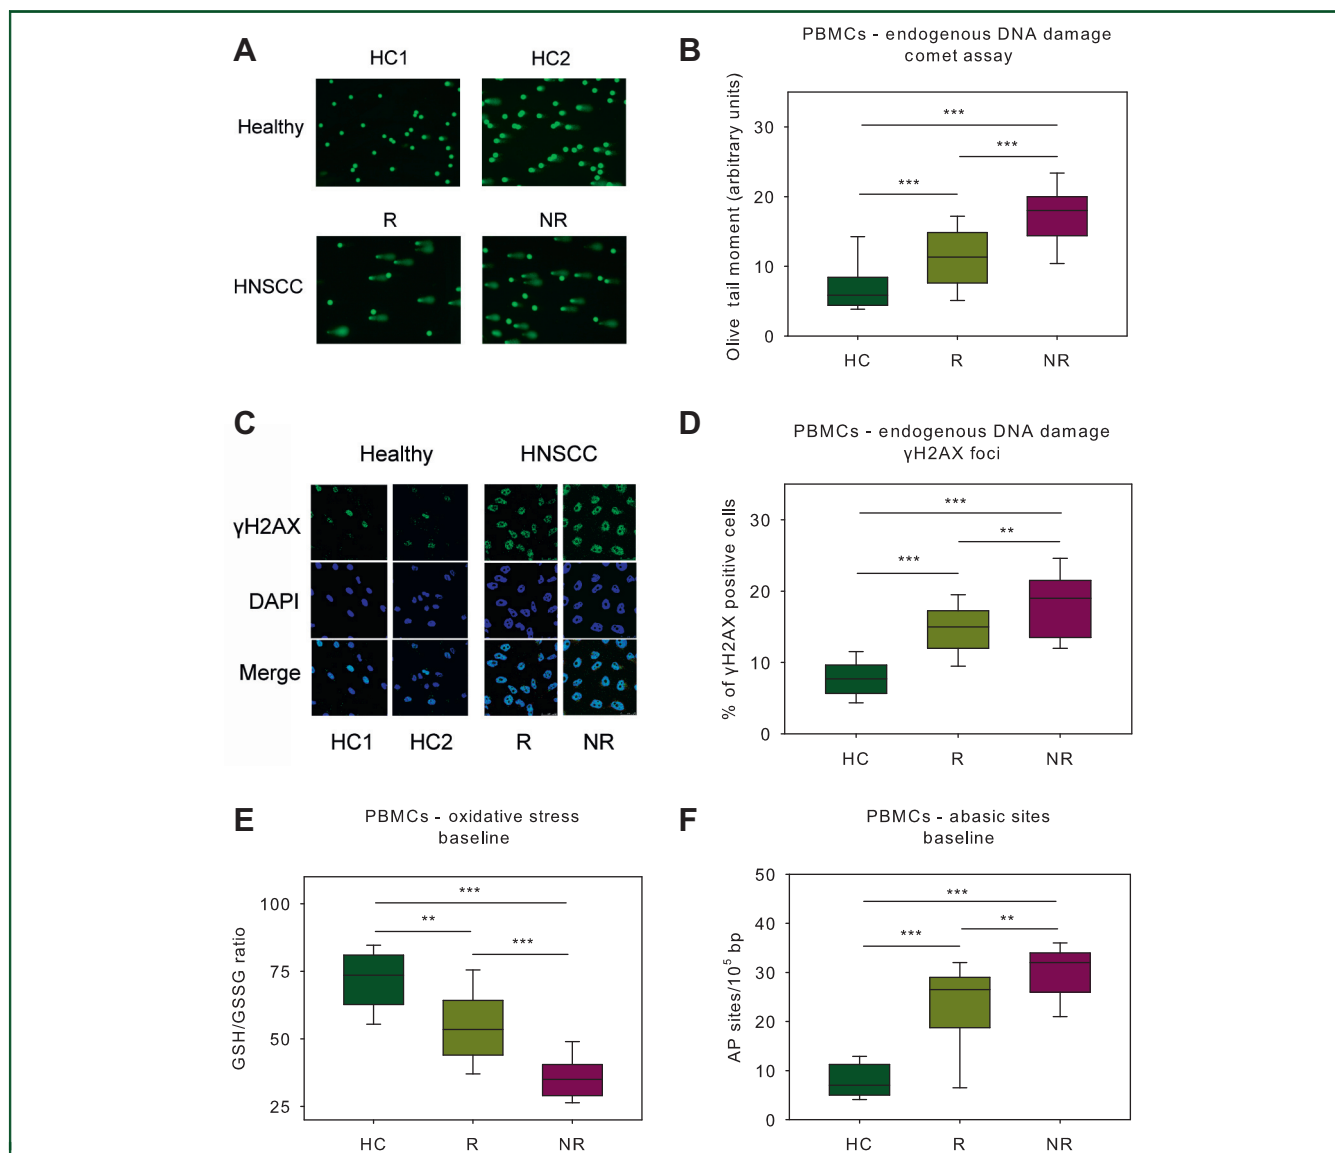 A
HC1
HC2
Healthy
R
NR
HNSCC
B
PBMCs - endogenous DNA damage
comet assay
Olive tail moment (arbitrary units)
30
20
10
0
***
***
***
HC
R
NR
C
Healthy
HNSCC
γH2AX
DAPI
Merge
HC1
HC2
R
NR
D
PBMCs - endogenous DNA damage
γH2AX foci
% of γH2AX positive cells
30
20
10
0
***
**
***
HC
R
NR
E
PBMCs - oxidative stress
baseline
GSH/GSSG ratio
100
75
50
25
***
**
***
HC
R
NR
F
PBMCs - abasic sites
baseline
AP sites/10⁵ bp
50
40
30
20
10
0
***
**
***
HC
R
NR